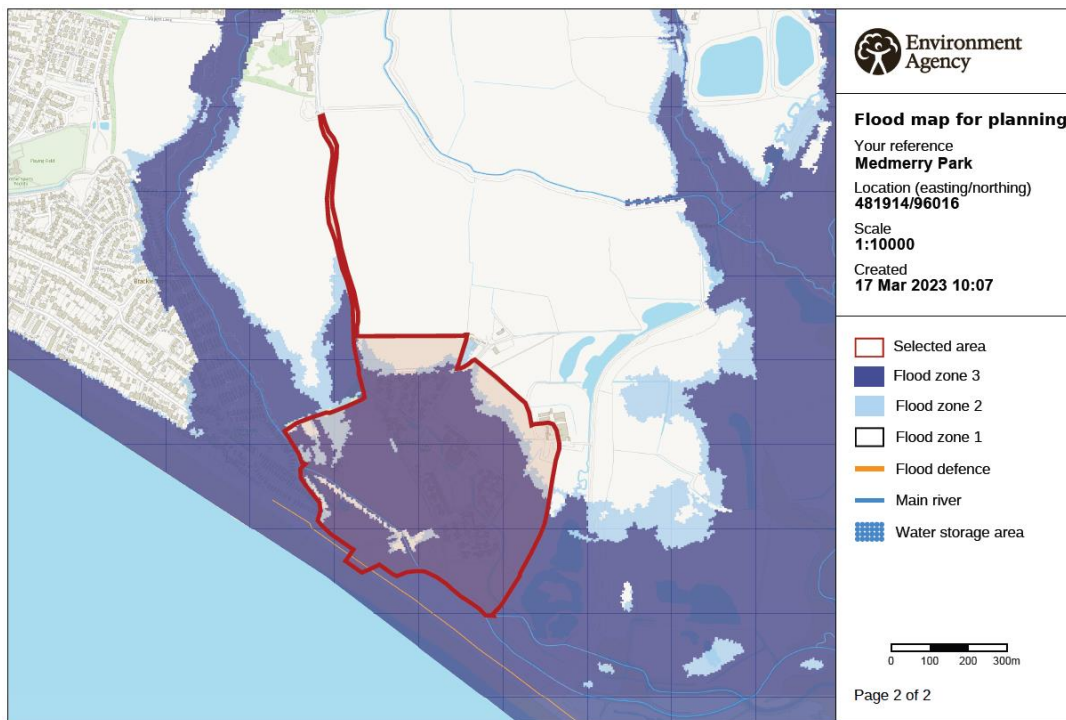 Environment
Agency
Flood map for planning
Your reference
Medmerry Park
Location (easting/northing)
481914/96016
Scale
1:10000
Created
17 Mar 2023 10:07
Selected area
Flood zone 3
Flood zone 2
Flood zone 1
Flood defence
Main river
Water storage area
0 100 200 300m
Page 2 of 2